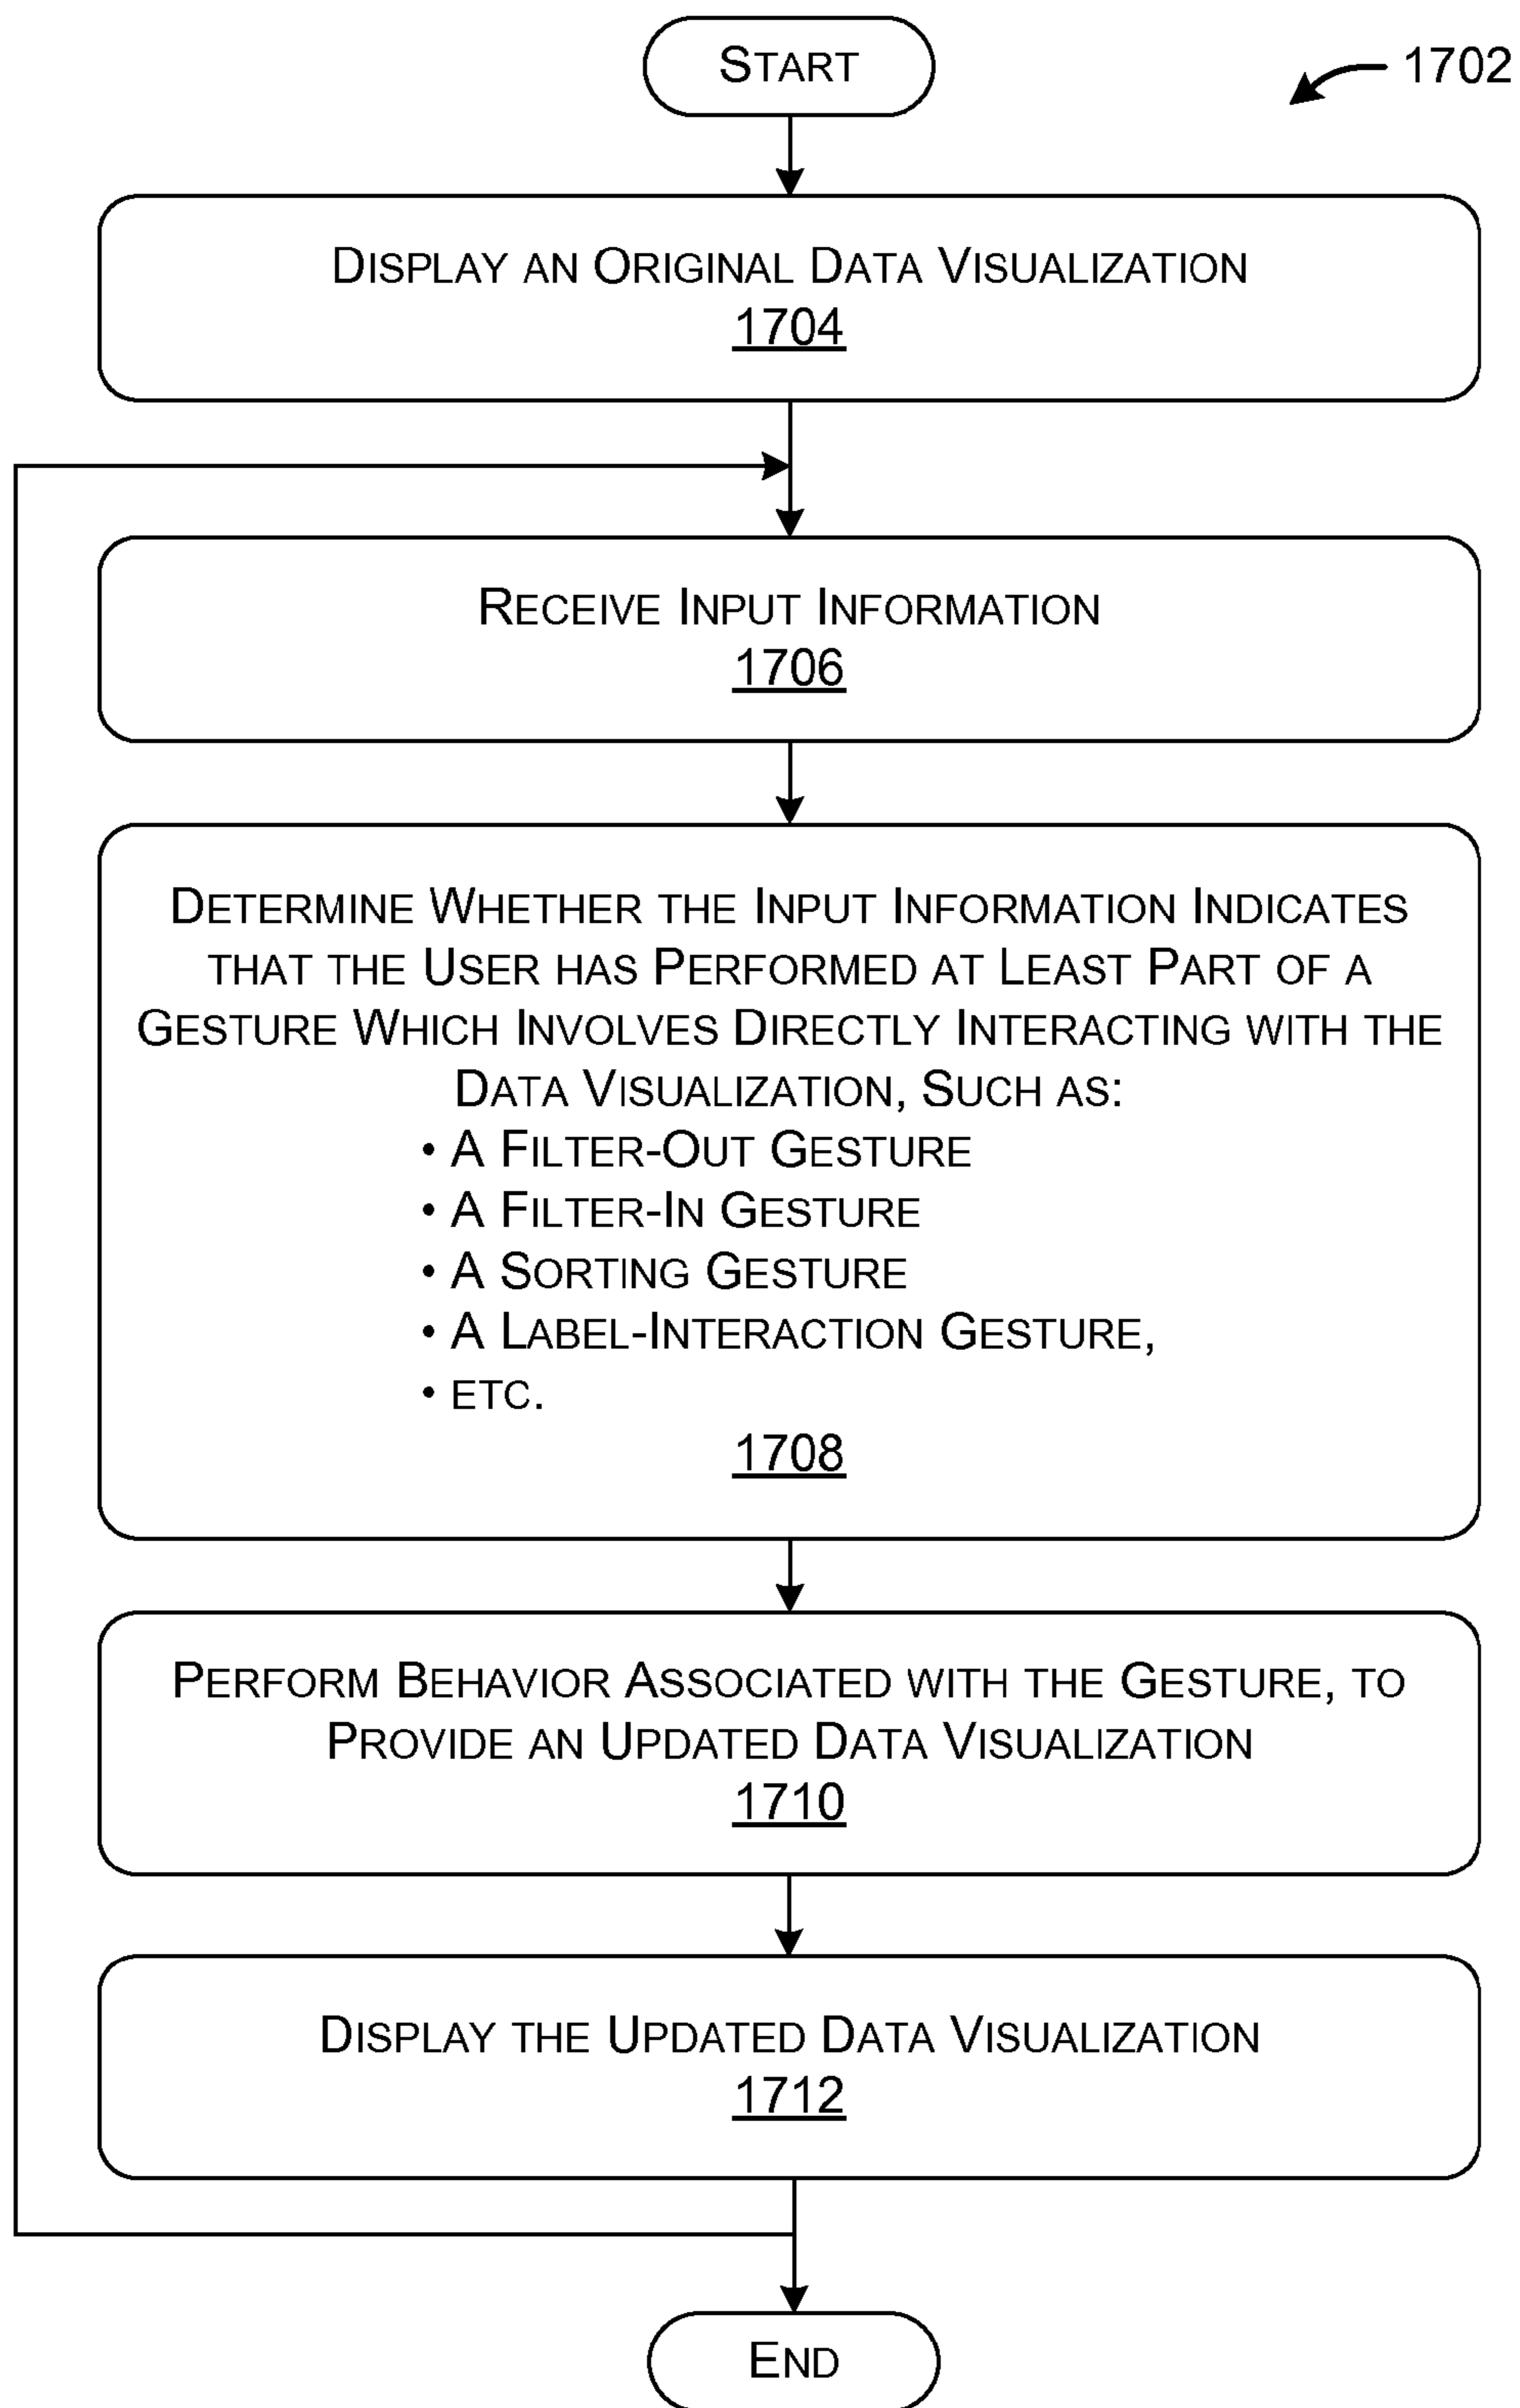 START
1702
DISPLAY AN ORIGINAL DATA VISUALIZATION
1704
RECEIVE INPUT INFORMATION
1706
DETERMINE WHETHER THE INPUT INFORMATION INDICATES
THAT THE USER HAS PERFORMED AT LEAST PART OF A
GESTURE WHICH INVOLVES DIRECTLY INTERACTING WITH THE
DATA VISUALIZATION, SUCH AS:
• A FILTER-OUT GESTURE
• A FILTER-IN GESTURE
• A SORTING GESTURE
• A LABEL-INTERACTION GESTURE,
• ETC.
1708
PERFORM BEHAVIOR ASSOCIATED WITH THE GESTURE, TO
PROVIDE AN UPDATED DATA VISUALIZATION
1710
DISPLAY THE UPDATED DATA VISUALIZATION
1712
END